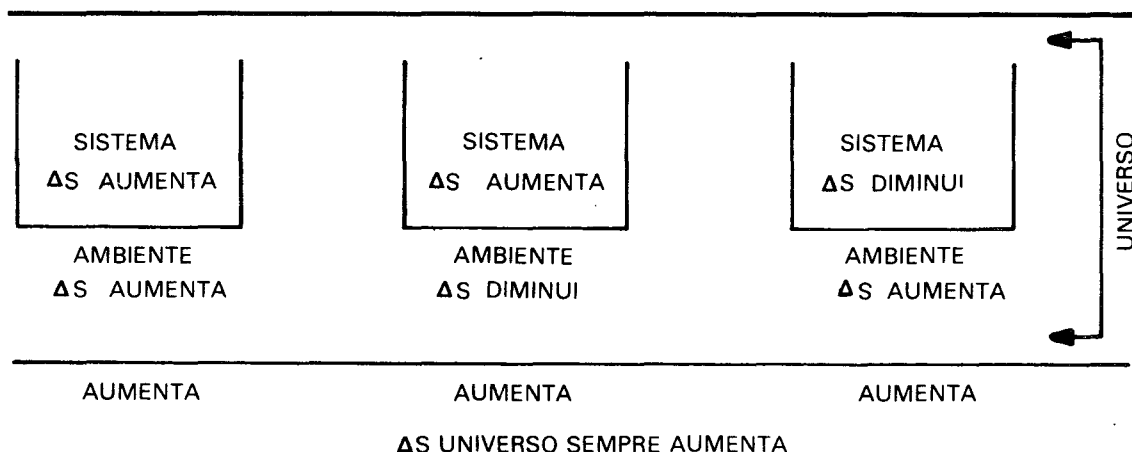 SISTEMA
ΔS AUMENTA
AMBIENTE
ΔS AUMENTA
AUMENTA
SISTEMA
ΔS AUMENTA
AMBIENTE
ΔS DIMINUI
AUMENTA
SISTEMA
ΔS DIMINUI
AMBIENTE
ΔS AUMENTA
AUMENTA
UNIVERSO
ΔS UNIVERSO SEMPRE AUMENTA